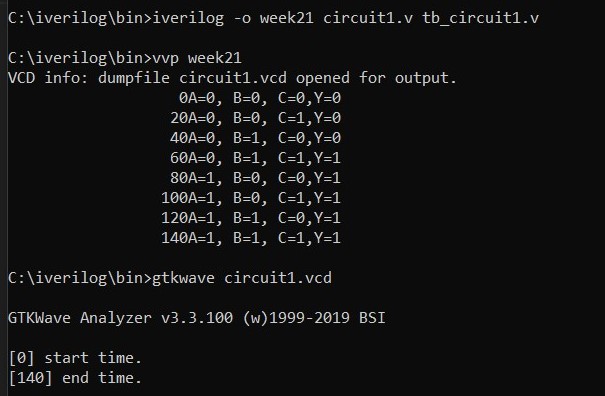 C:\iverilog\bin>iverilog -o week21 circuit1.v tb_circuit1.v
C:\iverilog\bin>vvp week21
VCD info: dumpfile circuit1.vcd opened for output.
0A=0, B=0, C=0,Y=0
20A=0, B=0, C=1,Y=0
40A=0, B=1, C=0,Y=0
60A=0, B=1, C=1,Y=1
80A=1, B=0, C=0,Y=1
100A=1, B=0, C=1,Y=1
120A=1, B=1, C=0,Y=1
140A=1, B=1, C=1,Y=1
C:\iverilog\bin>gtkwave circuit1.vcd
GTKWave Analyzer v3.3.100 (w)1999-2019 BSI
[0] start time.
[140] end time.